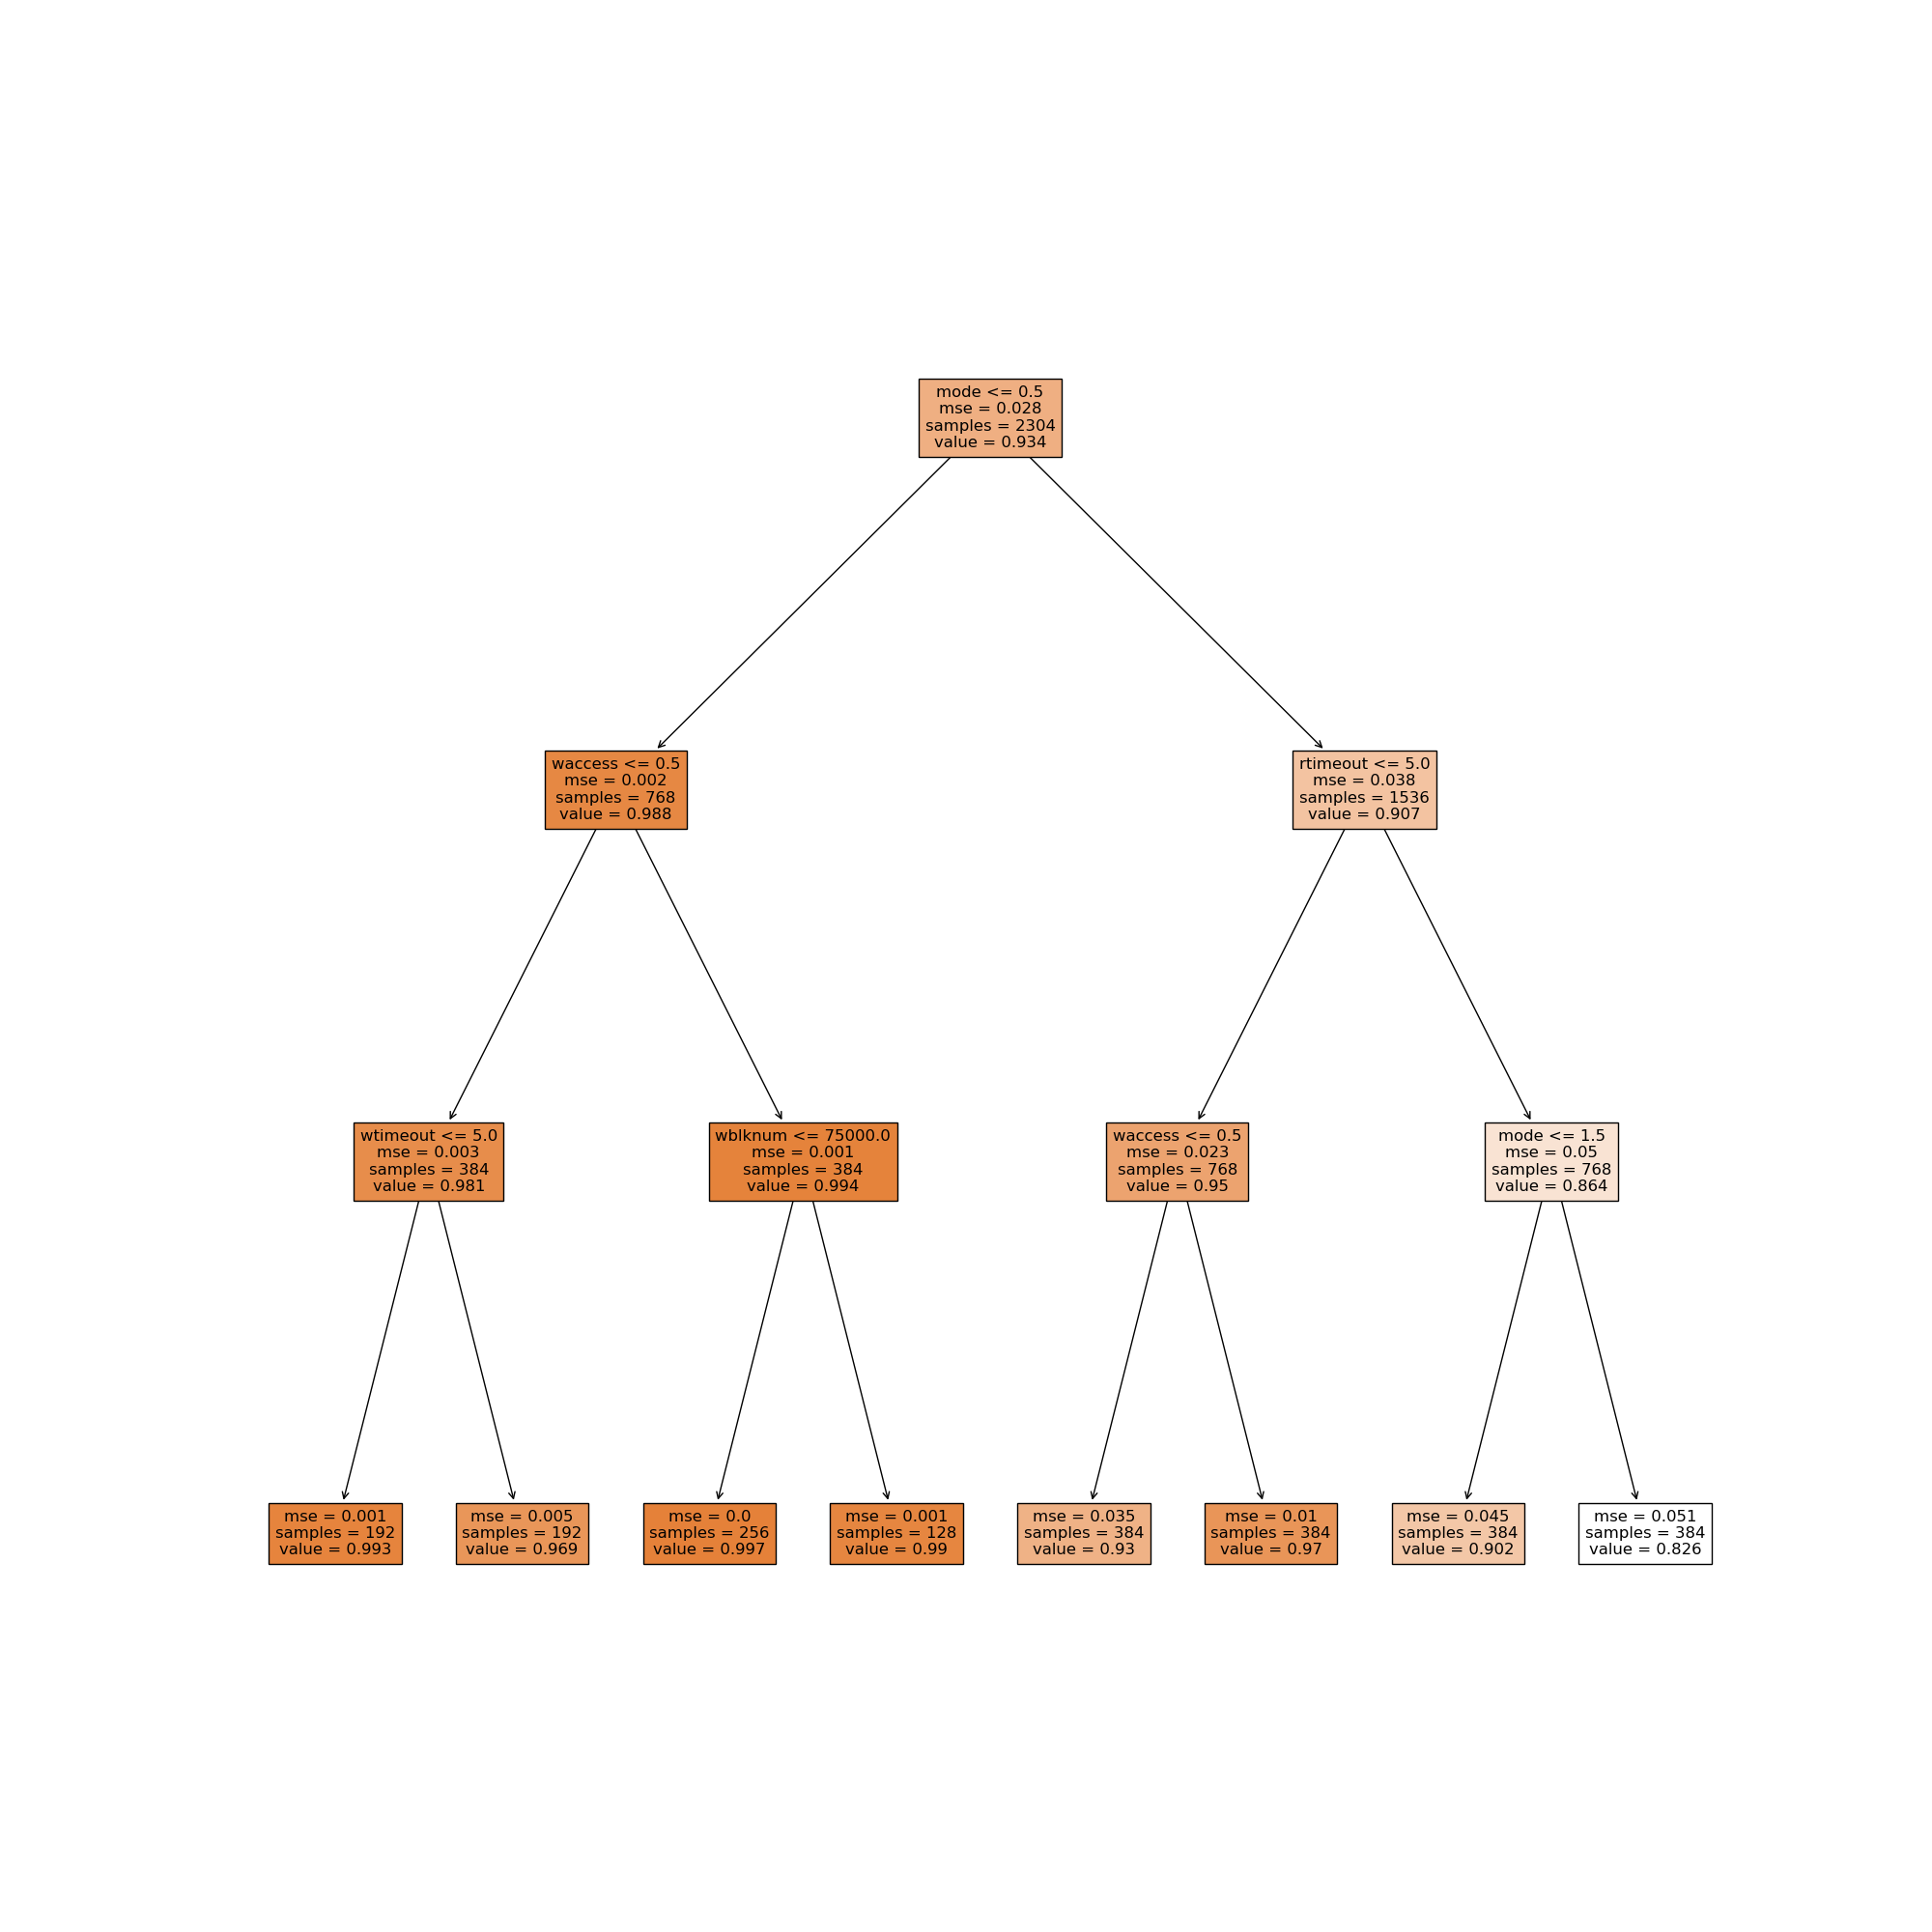 mode <= 0.5
mse = 0.028
samples = 2304
value = 0.934
waccess <= 0.5
mse = 0.002
samples = 768
value = 0.988
rtimeout <= 5.0
mse = 0.038
samples = 1536
value = 0.907
wtimeout <= 5.0
mse = 0.003
samples = 384
value = 0.981
wblknum <= 75000.0
mse = 0.001
samples = 384
value = 0.994
waccess <= 0.5
mse = 0.023
samples = 768
value = 0.95
mode <= 1.5
mse = 0.05
samples = 768
value = 0.864
mse = 0.001
samples = 192
value = 0.993
mse = 0.005
samples = 192
value = 0.969
mse = 0.0
samples = 256
value = 0.997
mse = 0.001
samples = 128
value = 0.99
mse = 0.035
samples = 384
value = 0.93
mse = 0.01
samples = 384
value = 0.97
mse = 0.045
samples = 384
value = 0.902
mse = 0.051
samples = 384
value = 0.826